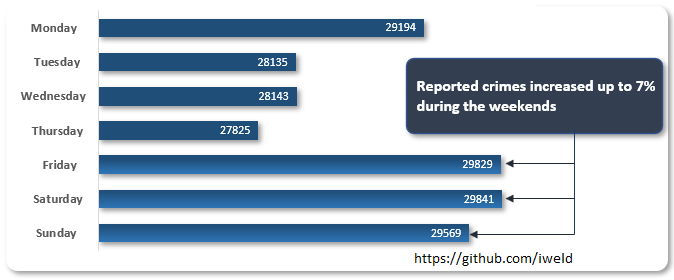 Monday 29194
Tuesday 28135
Wednesday 28143
Thursday 27825
Friday 29829
Saturday 29841
Sunday 29569
Reported crimes increased up to 7%
during the weekends
https://github.com/iweld